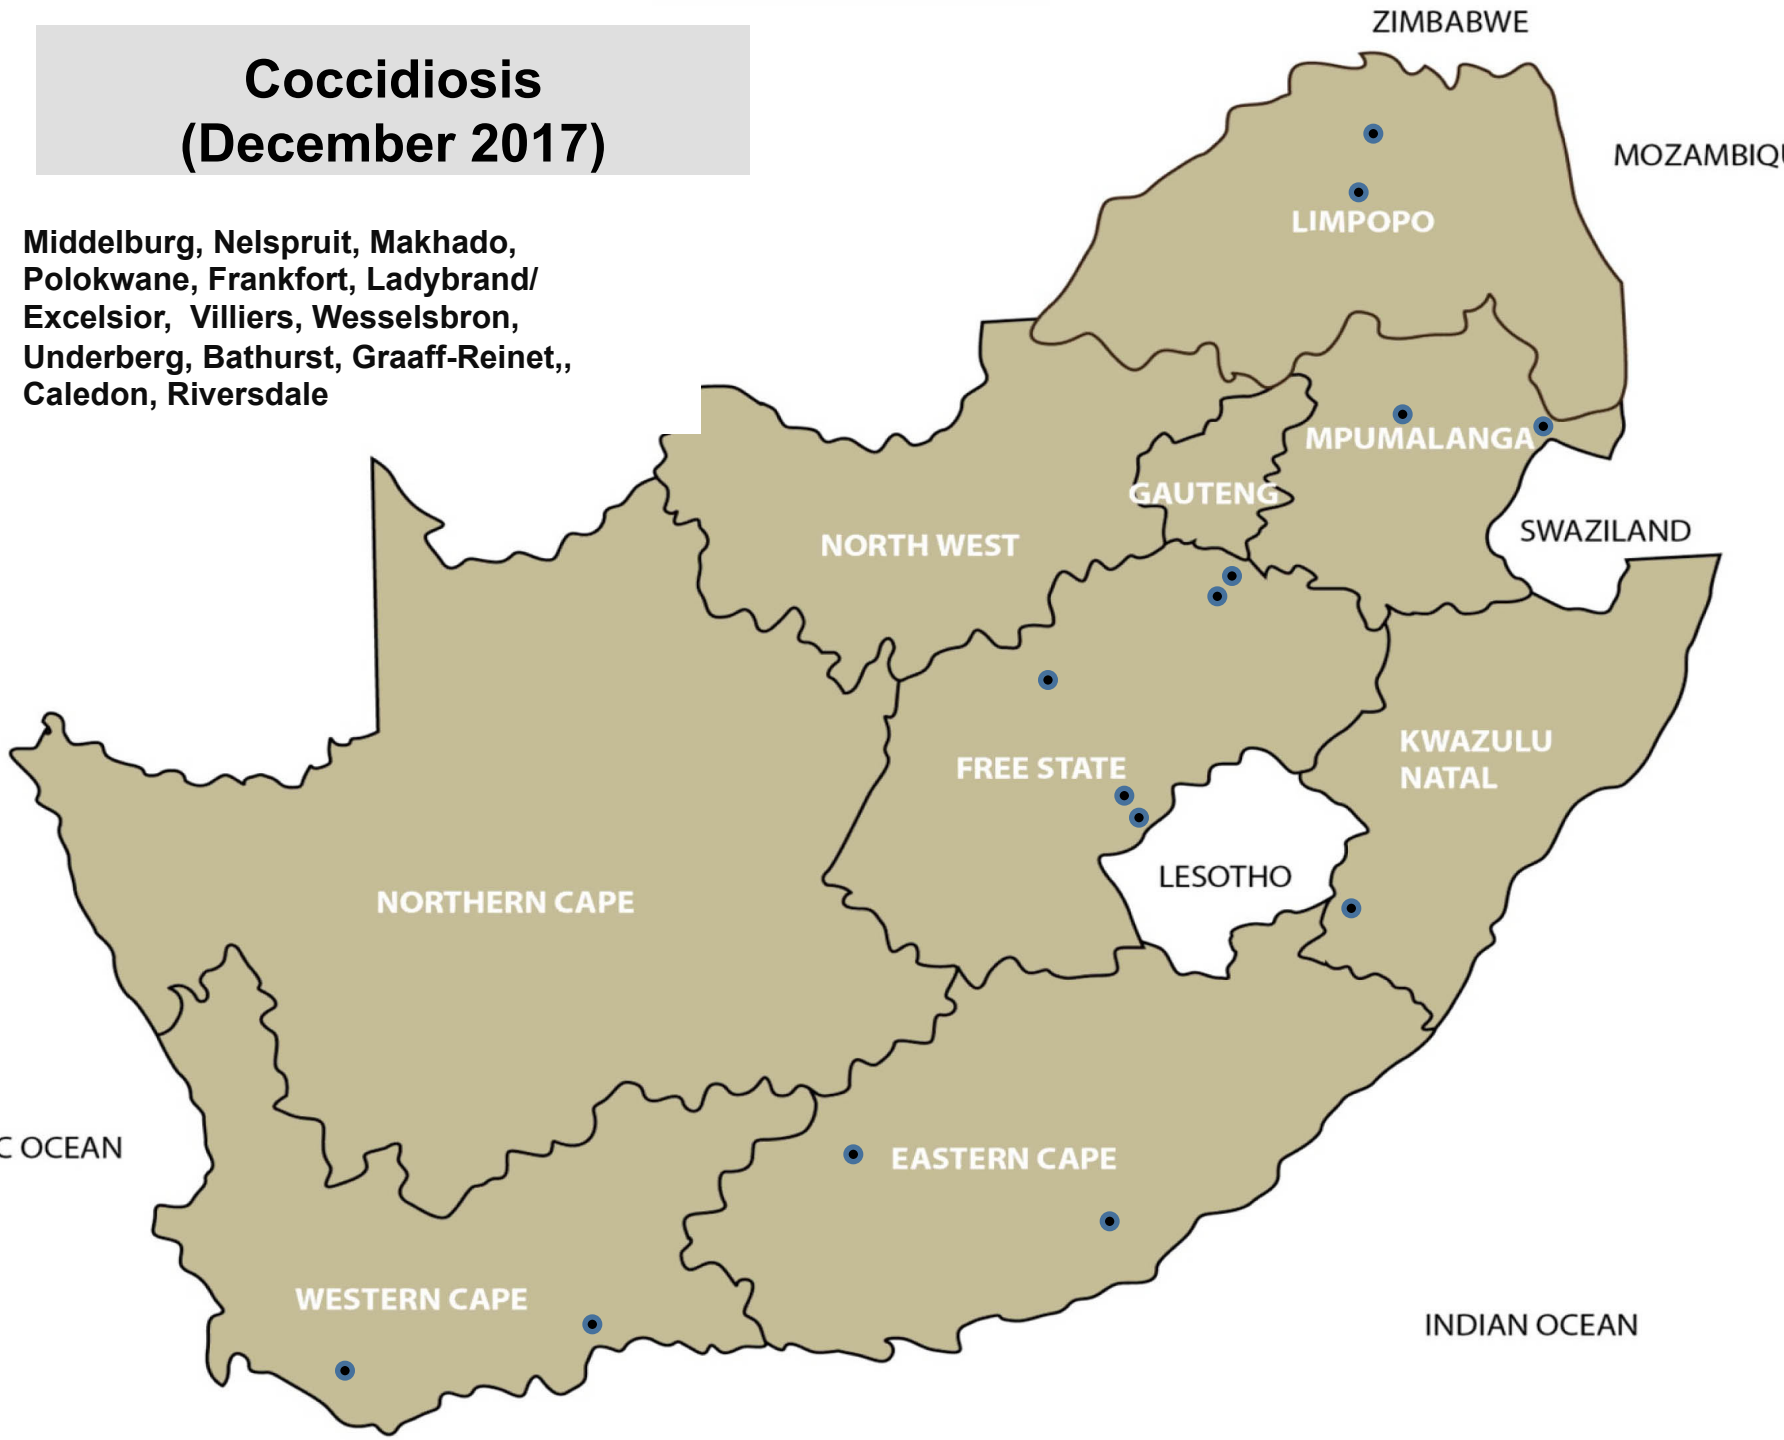 Coccidiosis
(December 2017)
Middelburg, Nelspruit, Makhado,
Polokwane, Frankfort, Ladybrand/
Excelsior,  Villiers, Wesselsbron,
Underberg, Bathurst, Graaff-Reinet,,
Caledon, Riversdale
ZIMBABWE
MOZAMBIQU
LIMPOPO
MPUMALANGA
GAUTENG
SWAZILAND
NORTH WEST
KWAZULU
NATAL
FREE STATE
LESOTHO
NORTHERN CAPE
C OCEAN
EASTERN CAPE
WESTERN CAPE
INDIAN OCEAN